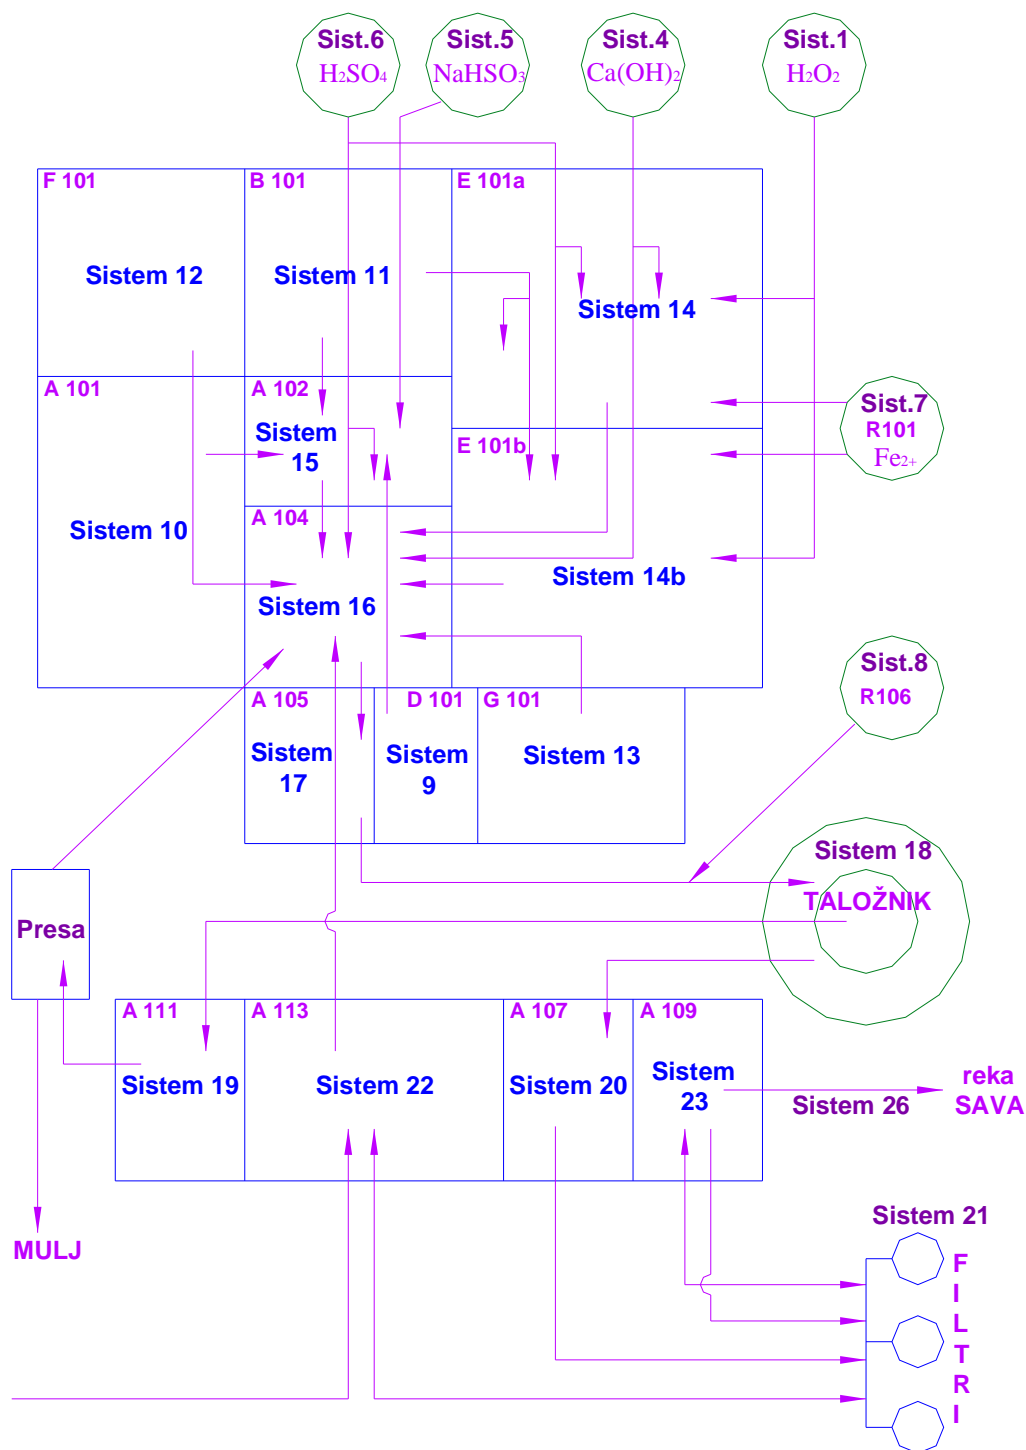 Sist.6
H2SO4
Sist.5
NaHSO3
Sist.4
Ca(OH)2
Sist.1
H2O2
F 101
Sistem 12
B 101
Sistem 11
E 101a
Sistem 14
A 101
Sistem 10
A 102
Sistem
15
E 101b
Sistem 14b
Sist.7
R101
Fe2+
A 104
Sistem 16
Sist.8
R106
A 105
Sistem
17
D 101
Sistem
9
G 101
Sistem 13
Sistem 18
TALOŽNIK
Presa
A 111
Sistem 19
A 113
Sistem 22
A 107
Sistem 20
A 109
Sistem
23
Sistem 26
reka
SAVA
MULJ
Sistem 21
F
I
L
T
R
I